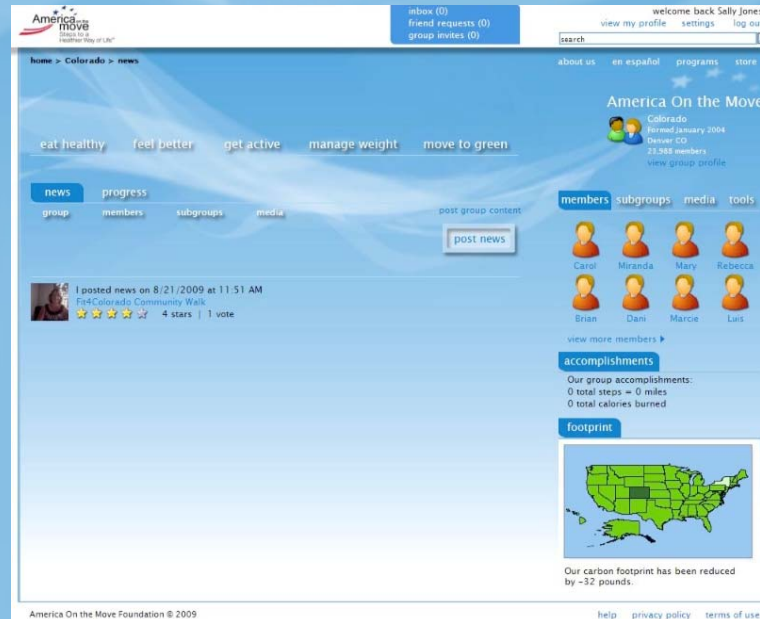 America on the move
Steps to a
Healthier Way of Life
inbox (0)
friend requests (0)
group invites (0)
welcome back Sally Jones
view my profile settings log out
search
home > Colorado > news
about us en español programs store
America On the Move
Colorado
Formed January 2004
Denver CO
23,988 members
view group profile
eat healthy feel better get active manage weight move to green
news progress
group members subgroups media
post group content
post news
members subgroups media tools
Carol Miranda Mary Rebecca
Brian Dani Marcie Luis
view more members
I posted news on 8/21/2009 at 11:51 AM
Fit4Colorado Community Walk
4 stars | 1 vote
accomplishments
Our group accomplishments:
0 total steps = 0 miles
0 total calories burned
footprint
Our carbon footprint has been reduced
by -32 pounds.
America On the Move Foundation © 2009
help privacy policy terms of use